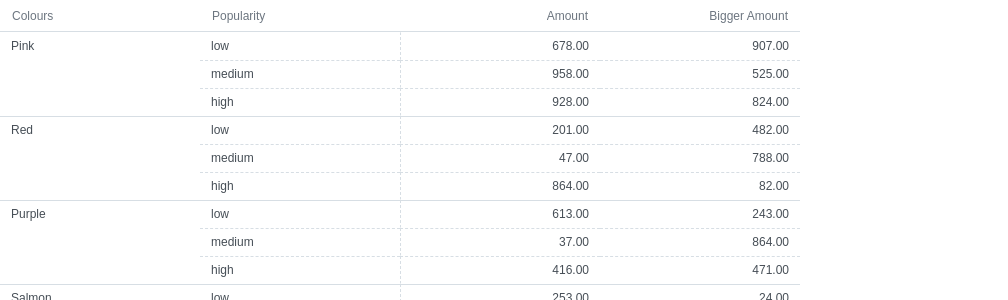 Colours Popularity Amount Bigger Amount
Pink low 678.00 907.00
medium 958.00 525.00
high 928.00 824.00
Red low 201.00 482.00
medium 47.00 788.00
high 864.00 82.00
Purple low 613.00 243.00
medium 37.00 864.00
high 416.00 471.00
Salmon low 253.00 24.00